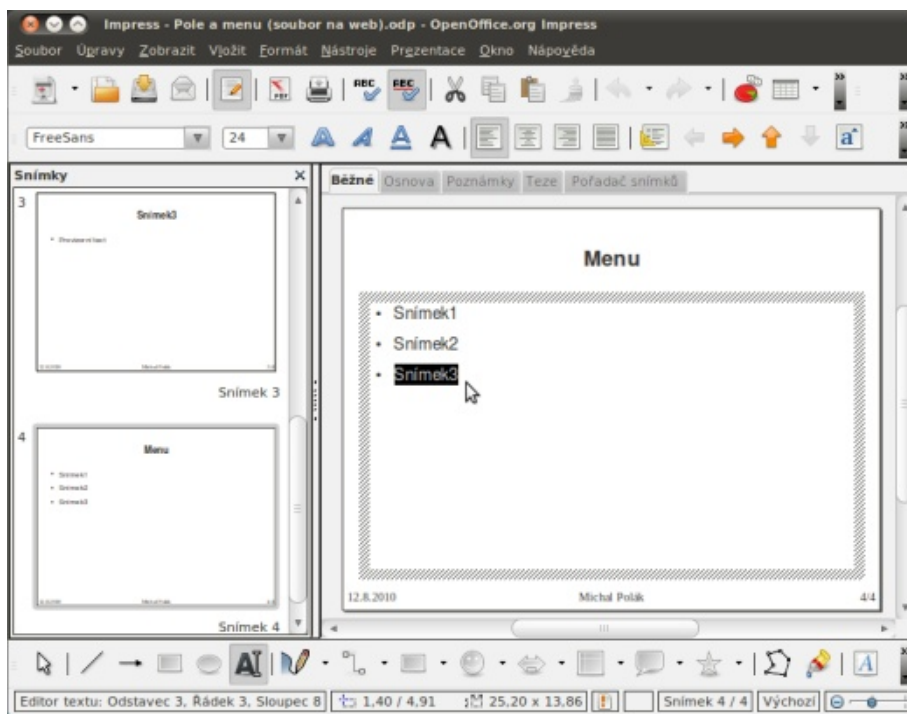 Impress - Pole a menu (soubor na web).odp - OpenOffice.org Impress
Soubor Úpravy Zobrazit Vložit Formát Nástroje Prezentace Okno Nápověda
PDF ABC ABC
FreeSans 24 A A A A a
Snímky
Běžné Osnova Poznámky Teze Pořadač snímků
3
Snímek3
Snímek 3
4
Menu
Snímek1
Snímek2
Snímek3
Snímek 4
Menu
• Snímek1
• Snímek2
• Snímek3
12.8.2010 Michal Polák 4/4
A A
Editor textu: Odstavec 3, Řádek 3, Sloupec 8 1,40 / 4,91 25,20 x 13,86 Snímek 4 / 4 Výchozí